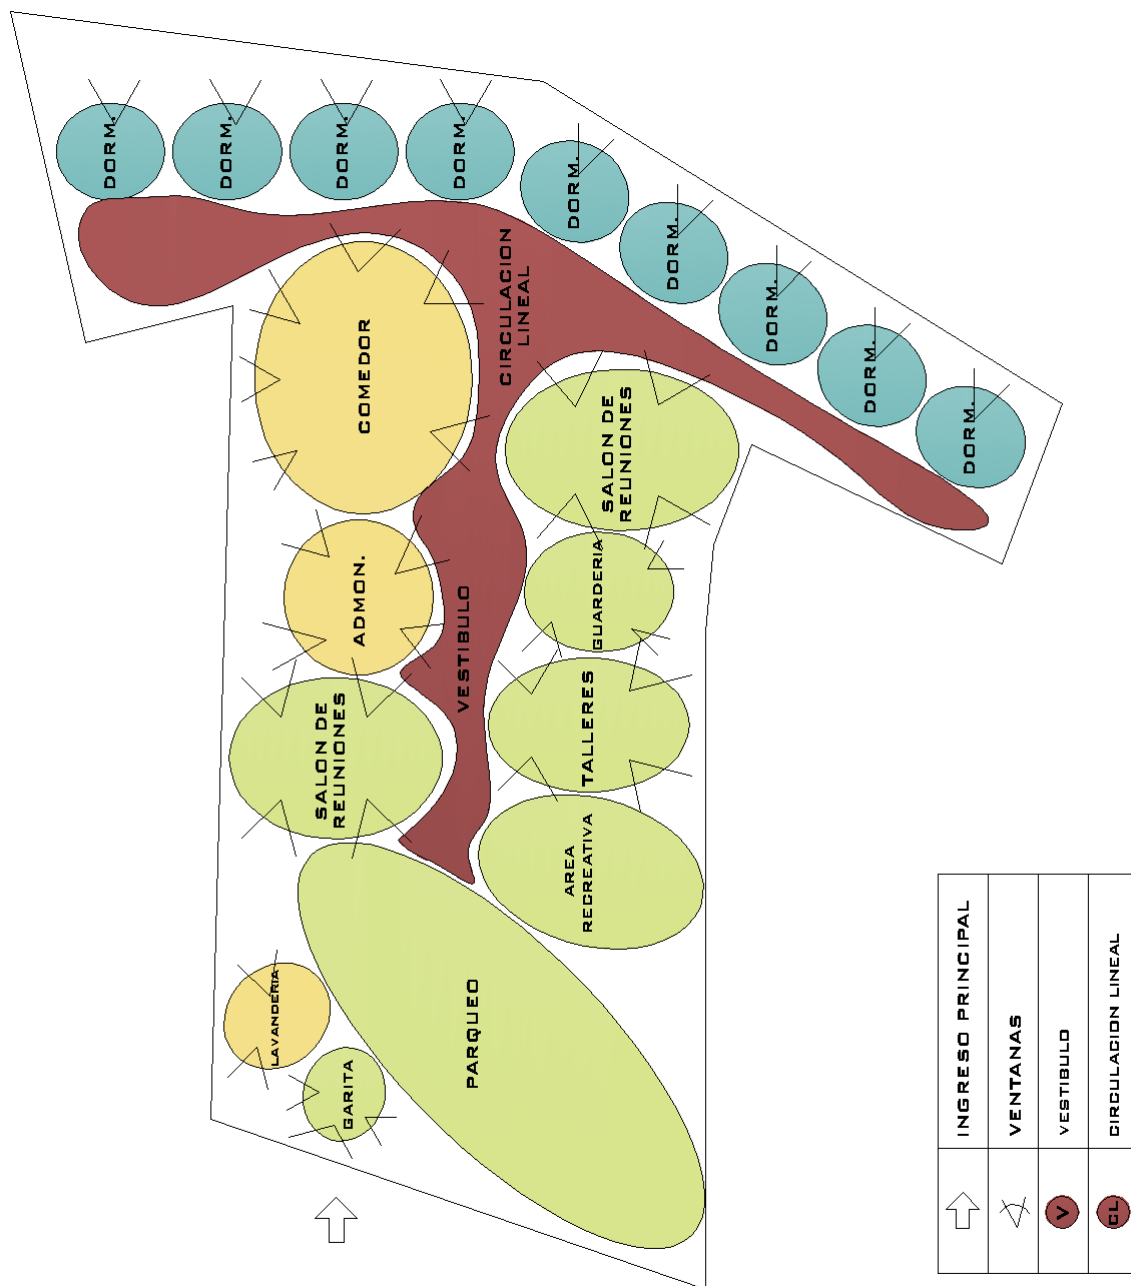 DORM.
DORM.
DORM.
DORM.
DORM.
DORM.
DORM.
DORM.
DORM.
CIRCULACION
LINEAL
COMEDOR
SALON DE
REUNIONES
ADMON.
GUARDERIA
VESTIBULO
SALON DE
REUNIONES
TALLERES
AREA
RECREATIVA
LAVANDERIA
GARITA
PARQUEO
INGRESO PRINCIPAL
VENTANAS
V
VESTIBULO
CL
CIRCULACION LINEAL